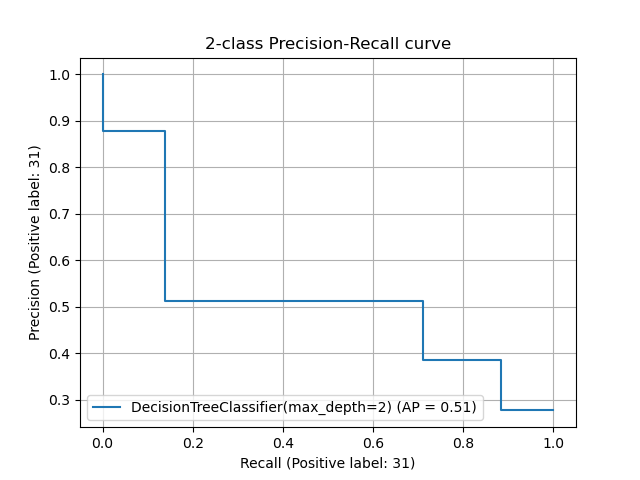 2-class Precision-Recall curve
1.0
0.9
0.8
0.7
0.6
0.5
0.4
0.3
Precision (Positive label: 31)
DecisionTreeClassifier(max_depth=2) (AP = 0.51)
0.0 0.2 0.4 0.6 0.8 1.0
Recall (Positive label: 31)